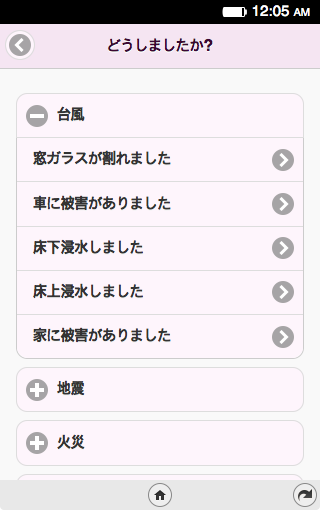 12:05 AM
どうしましたか?
台風
窓ガラスが割れました
車に被害がありました
床下浸水しました
床上浸水しました
家に被害がありました
地震
火災